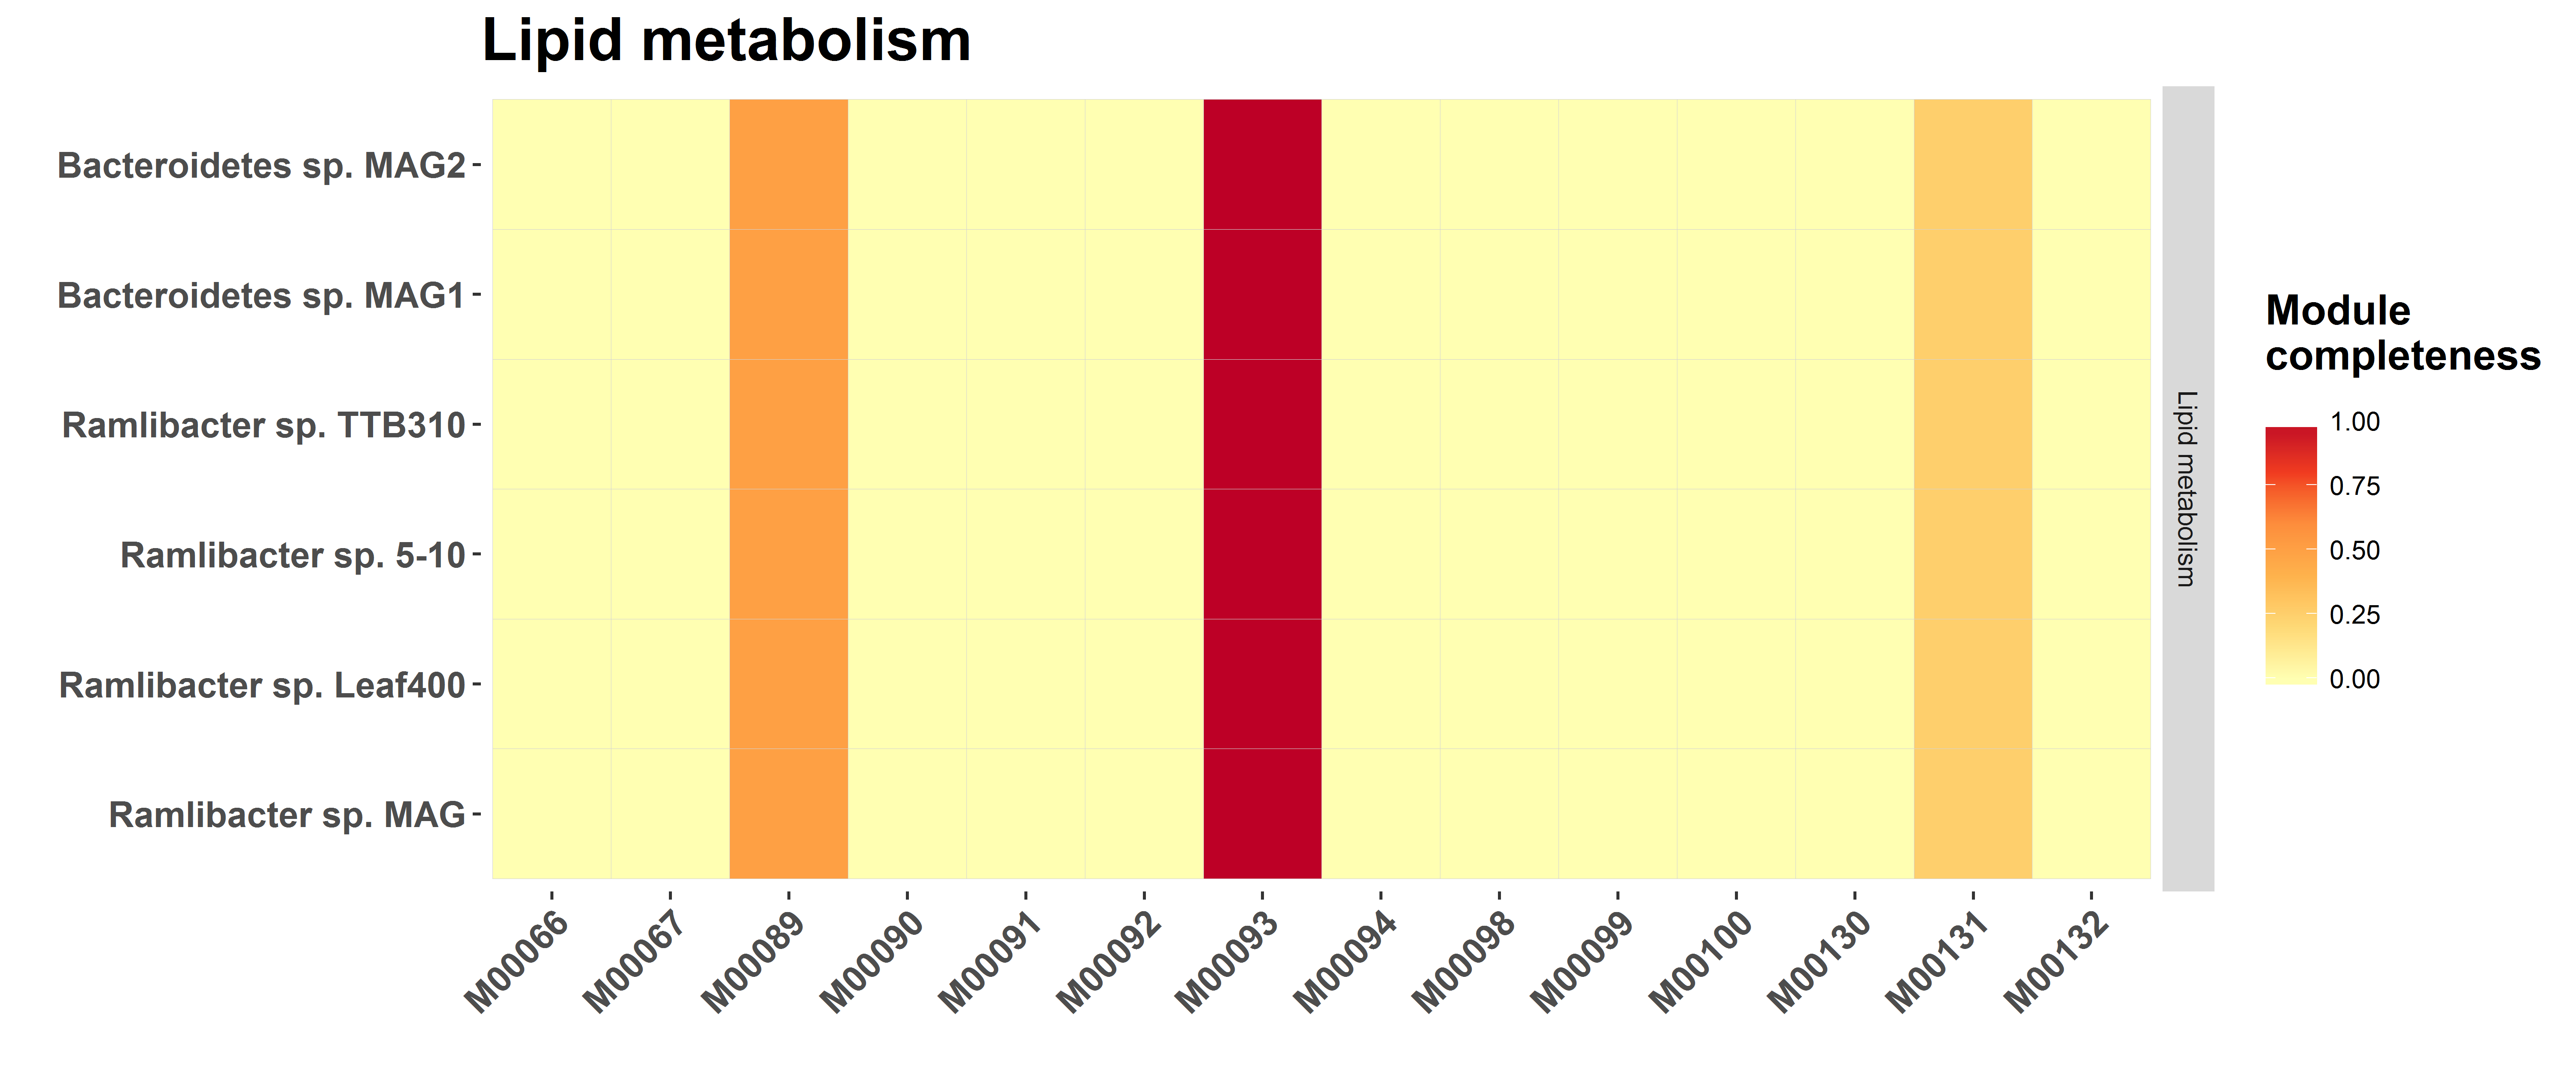 Lipid metabolism
Bacteroidetes sp. MAG2
Bacteroidetes sp. MAG1
Ramlibacter sp. TTB310
Ramlibacter sp. 5-10
Ramlibacter sp. Leaf400
Ramlibacter sp. MAG
M00066
M00067
M00089
M00090
M00091
M00092
M00093
M00094
M00098
M00099
M00100
M00130
M00131
M00132
Lipid metabolism
Module
completeness
1.00
0.75
0.50
0.25
0.00